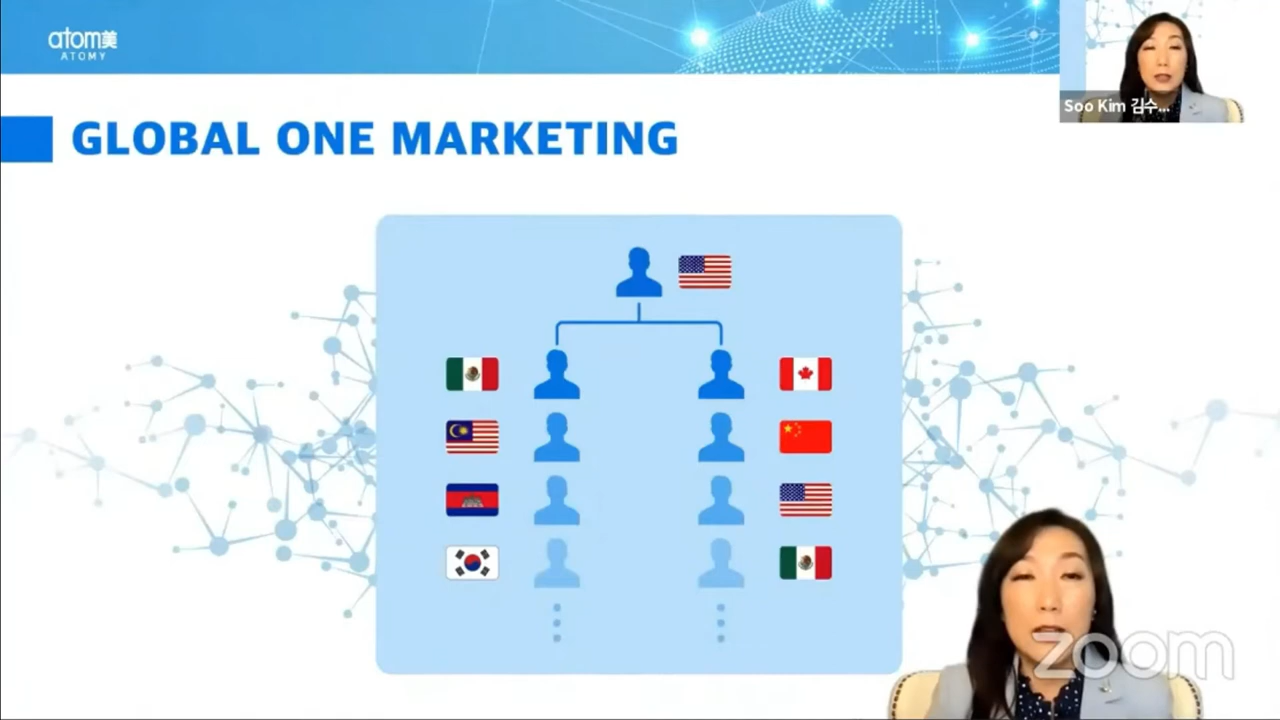 atom美
ATOMY
Soo Kim 김수...
GLOBAL ONE MARKETING
zoom